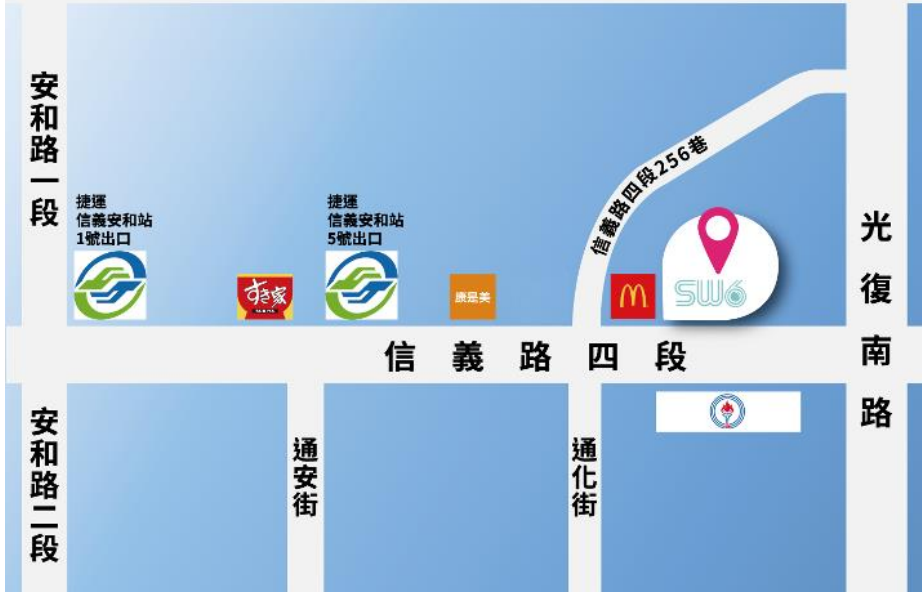 安和路一段
捷運
信義安和站
1號出口
すき家
捷運
信義安和站
5號出口
康是美
信義路四段256巷
SW6
信義路四段
光復南路
安和路二段
通安街
通化街